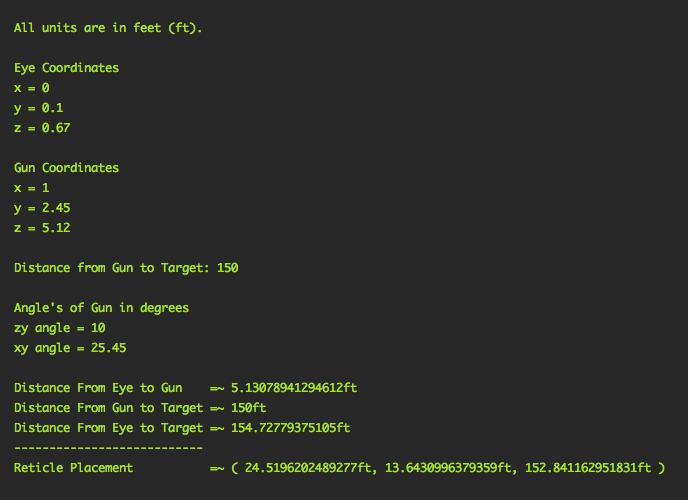 All units are in feet (ft).
Eye Coordinates
x = 0
y = 0.1
z = 0.67
Gun Coordinates
x = 1
y = 2.45
z = 5.12
Distance from Gun to Target: 150
Angle's of Gun in degrees
zy angle = 10
xy angle = 25.45
Distance From Eye to Gun =~ 5.13078941294612ft
Distance From Gun to Target =~ 150ft
Distance From Eye to Target =~ 154.72779375105ft
---------------------------
Reticle Placement =~ ( 24.5196202489277ft, 13.6430996379359ft, 152.841162951831ft )